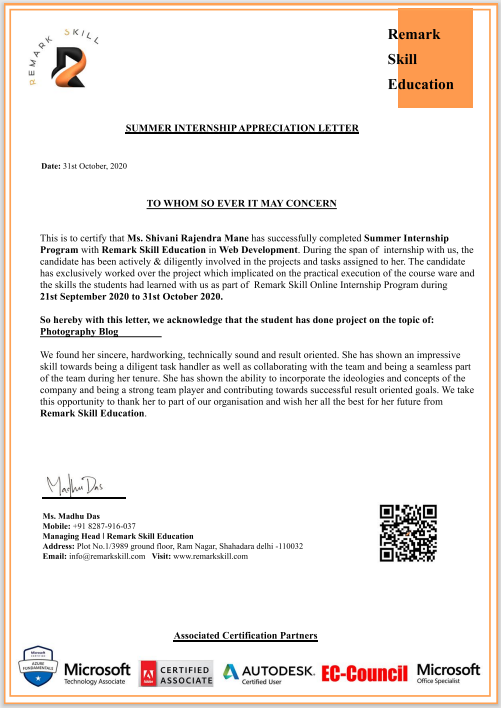 REMARK SKILL
Remark
Skill
Education
SUMMER INTERNSHIP APPRECIATION LETTER
Date: 31st October, 2020
TO WHOM SO EVER IT MAY CONCERN
This is to certify that Ms. Shivani Rajendra Mane has successfully completed Summer Internship
Program with Remark Skill Education in Web Development. During the span of internship with us, the
candidate has been actively & diligently involved in the projects and tasks assigned to her. The candidate
has exclusively worked over the project which implicated on the practical execution of the course ware and
the skills the students had learned with us as part of Remark Skill Online Internship Program during
21st September 2020 to 31st October 2020.
So hereby with this letter, we acknowledge that the student has done project on the topic of:
Photography Blog
We found her sincere, hardworking, technically sound and result oriented. She has shown an impressive
skill towards being a diligent task handler as well as collaborating with the team and being a seamless part
of the team during her tenure. She has shown the ability to incorporate the ideologies and concepts of the
company and being a strong team player and contributing towards successful result oriented goals. We take
this opportunity to thank her to part of our organisation and wish her all the best for her future from
Remark Skill Education.
Madhu Das
Ms. Madhu Das
Mobile: +91 8287-916-037
Managing Head | Remark Skill Education
Address: Plot No.1/3989 ground floor, Ram Nagar, Shahadara delhi -110032
Email: info@remarkskill.com Visit: www.remarkskill.com
Associated Certification Partners
Microsoft
CERTIFIED
AZURE
FUNDAMENTALS
Microsoft
Technology Associate
Adobe
CERTIFIED
ASSOCIATE
AUTODESK.
Certified User
EC-Council
Microsoft
Office Specialist